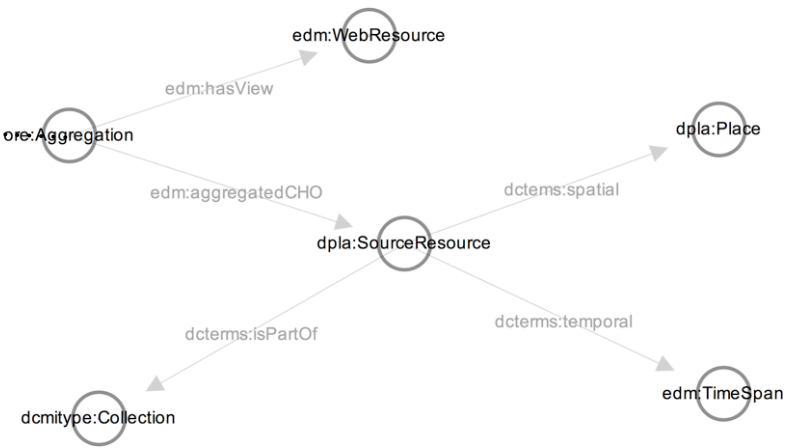 edm:WebResource
edm:hasView
ore:Aggregation
dpla:Place
edm:aggregatedCHO
dctems:spatial
dpla:SourceResource
dcterms:isPartOf
dcterms:temporal
edm:TimeSpan
dcmitype:Collection